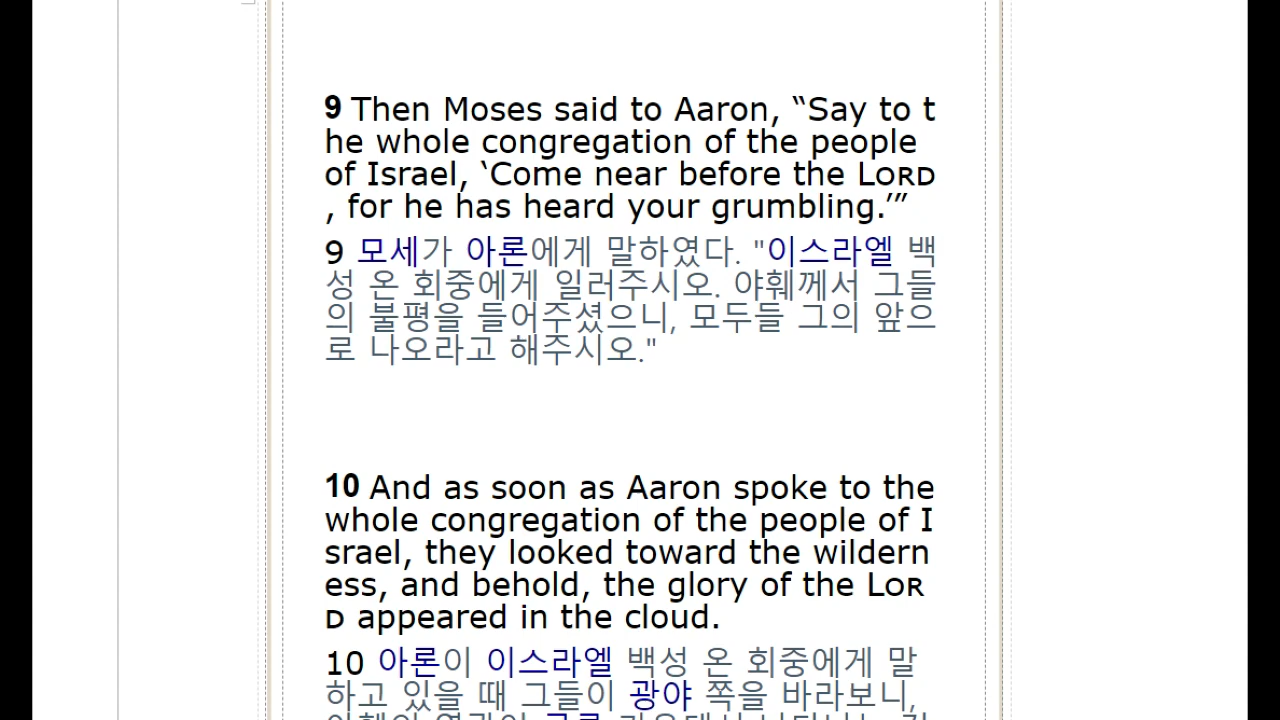 9 Then Moses said to Aaron, “Say to t
he whole congregation of the people
of Israel, ‘Come near before the LORD
, for he has heard your grumbling.’”
9 모세가 아론에게 말하였다. "이스라엘 백
성 온 회중에게 일러주시오. 야훼께서 그들
의 불평을 들어주셨으니, 모두들 그의 앞으
로 나오라고 해주시오."
10 And as soon as Aaron spoke to the
whole congregation of the people of I
srael, they looked toward the wildern
ess, and behold, the glory of the LOR
D appeared in the cloud.
10 아론이 이스라엘 백성 온 회중에게 말
하고 있을 때 그들이 광야 쪽을 바라보니,